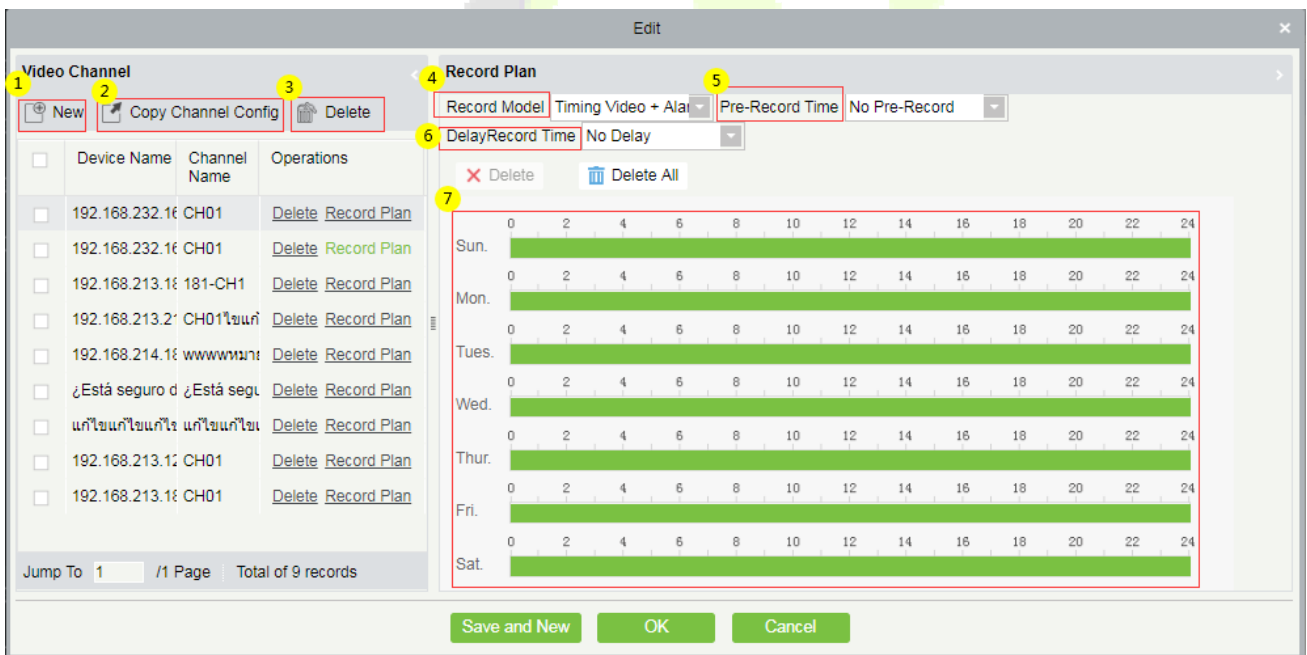 Edit
Video Channel
1
2
3
New
Copy Channel Config
Delete
Device Name
Channel Name
Operations
192.168.232.16 CH01 Delete Record Plan
192.168.232.16 CH01 Delete Record Plan
192.168.213.18 181-CH1 Delete Record Plan
192.168.213.21 CH01ไขแก้ Delete Record Plan
192.168.214.18 wwwwหมาย Delete Record Plan
¿Está seguro d ¿Está segu Delete Record Plan
แก้ไขแก้ไขแก้ไข แก้ไขแก้ไข Delete Record Plan
192.168.213.12 CH01 Delete Record Plan
192.168.213.18 CH01 Delete Record Plan
Jump To 1 /1 Page Total of 9 records
Record Plan
4
5
Record Model Timing Video + Alar Pre-Record Time No Pre-Record
6
DelayRecord Time No Delay
Delete Delete All
7
0 2 4 6 8 10 12 14 16 18 20 22 24
Sun.
0 2 4 6 8 10 12 14 16 18 20 22 24
Mon.
0 2 4 6 8 10 12 14 16 18 20 22 24
Tues.
0 2 4 6 8 10 12 14 16 18 20 22 24
Wed.
0 2 4 6 8 10 12 14 16 18 20 22 24
Thur.
0 2 4 6 8 10 12 14 16 18 20 22 24
Fri.
0 2 4 6 8 10 12 14 16 18 20 22 24
Sat.
Save and New OK Cancel